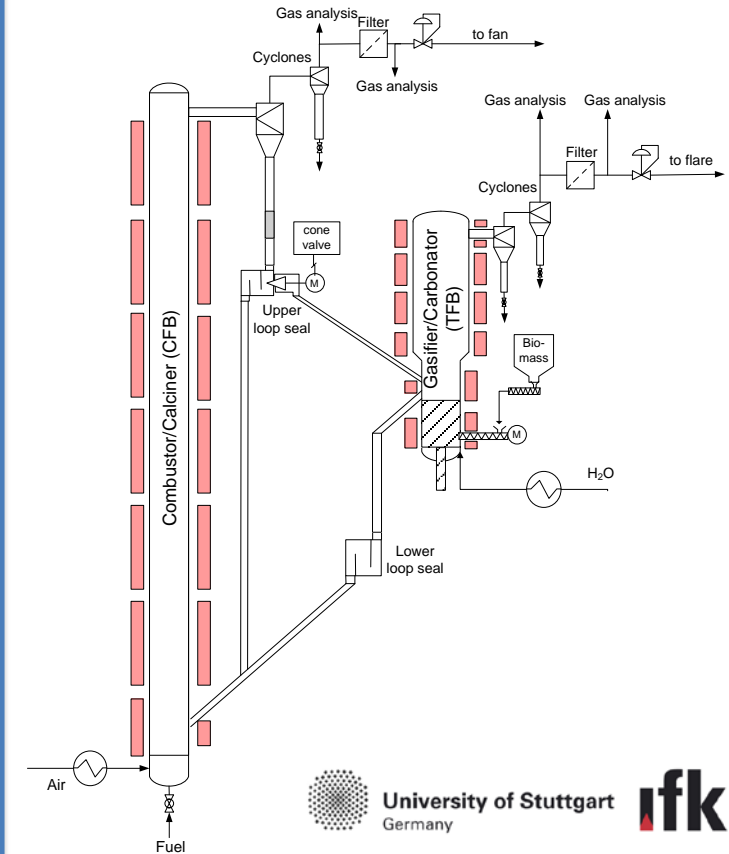 Gas analysis
Filter
to fan
Cyclones
Gas analysis
Gas analysis
Gas analysis
Filter
to flare
Cyclones
cone
valve
M
Upper
loop seal
Combustor/Calciner (CFB)
Gasifier/Carbonator
(TFB)
Bio-
mass
M
H₂O
Lower
loop seal
Air
Fuel
University of Stuttgart
Germany
ifk